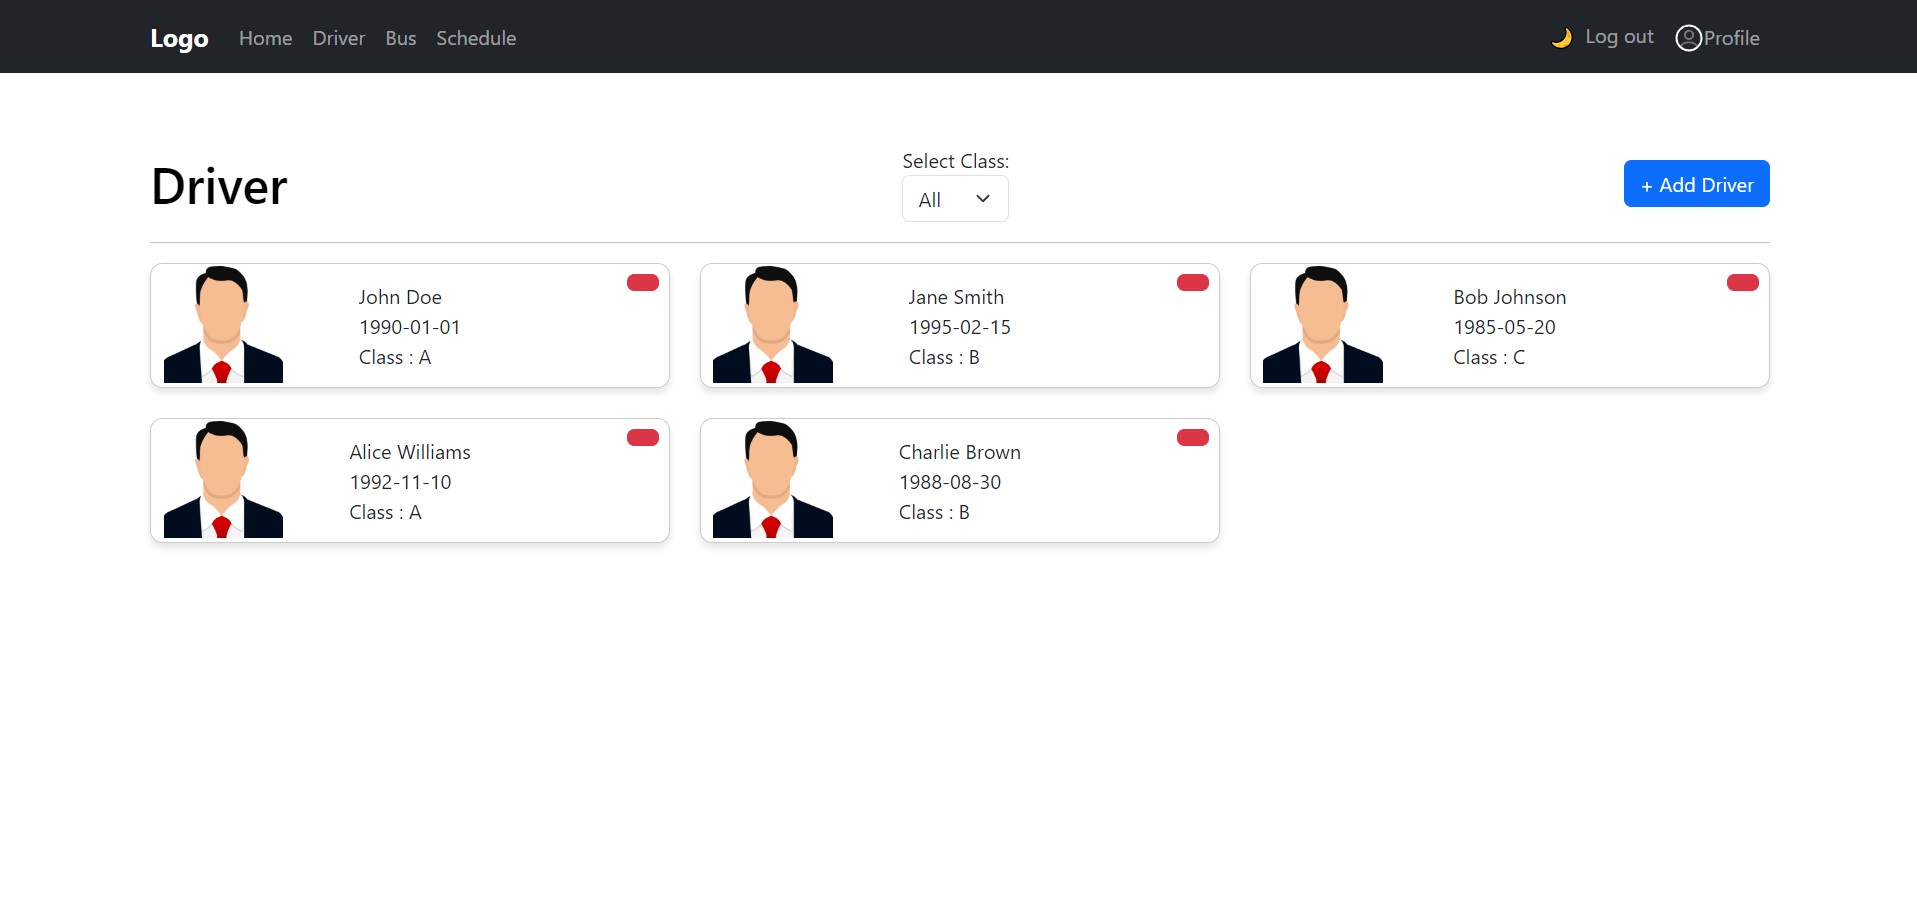 Logo Home Driver Bus Schedule Log out Profile
Driver
Select Class:
All
+ Add Driver
John Doe
1990-01-01
Class : A
Jane Smith
1995-02-15
Class : B
Bob Johnson
1985-05-20
Class : C
Alice Williams
1992-11-10
Class : A
Charlie Brown
1988-08-30
Class : B